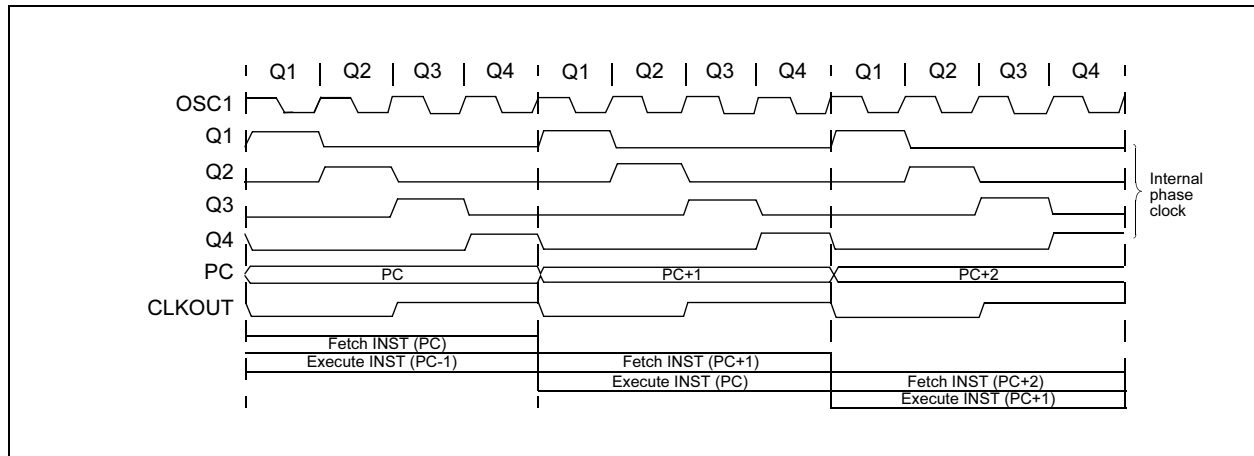 Q1 Q2 Q3 Q4 Q1 Q2 Q3 Q4 Q1 Q2 Q3 Q4
OSC1
Q1
Q2
Q3
Q4
PC PC PC+1 PC+2
CLKOUT
Internal
phase
clock
Fetch INST (PC)
Execute INST (PC-1) Fetch INST (PC+1)
Execute INST (PC) Fetch INST (PC+2)
Execute INST (PC+1)